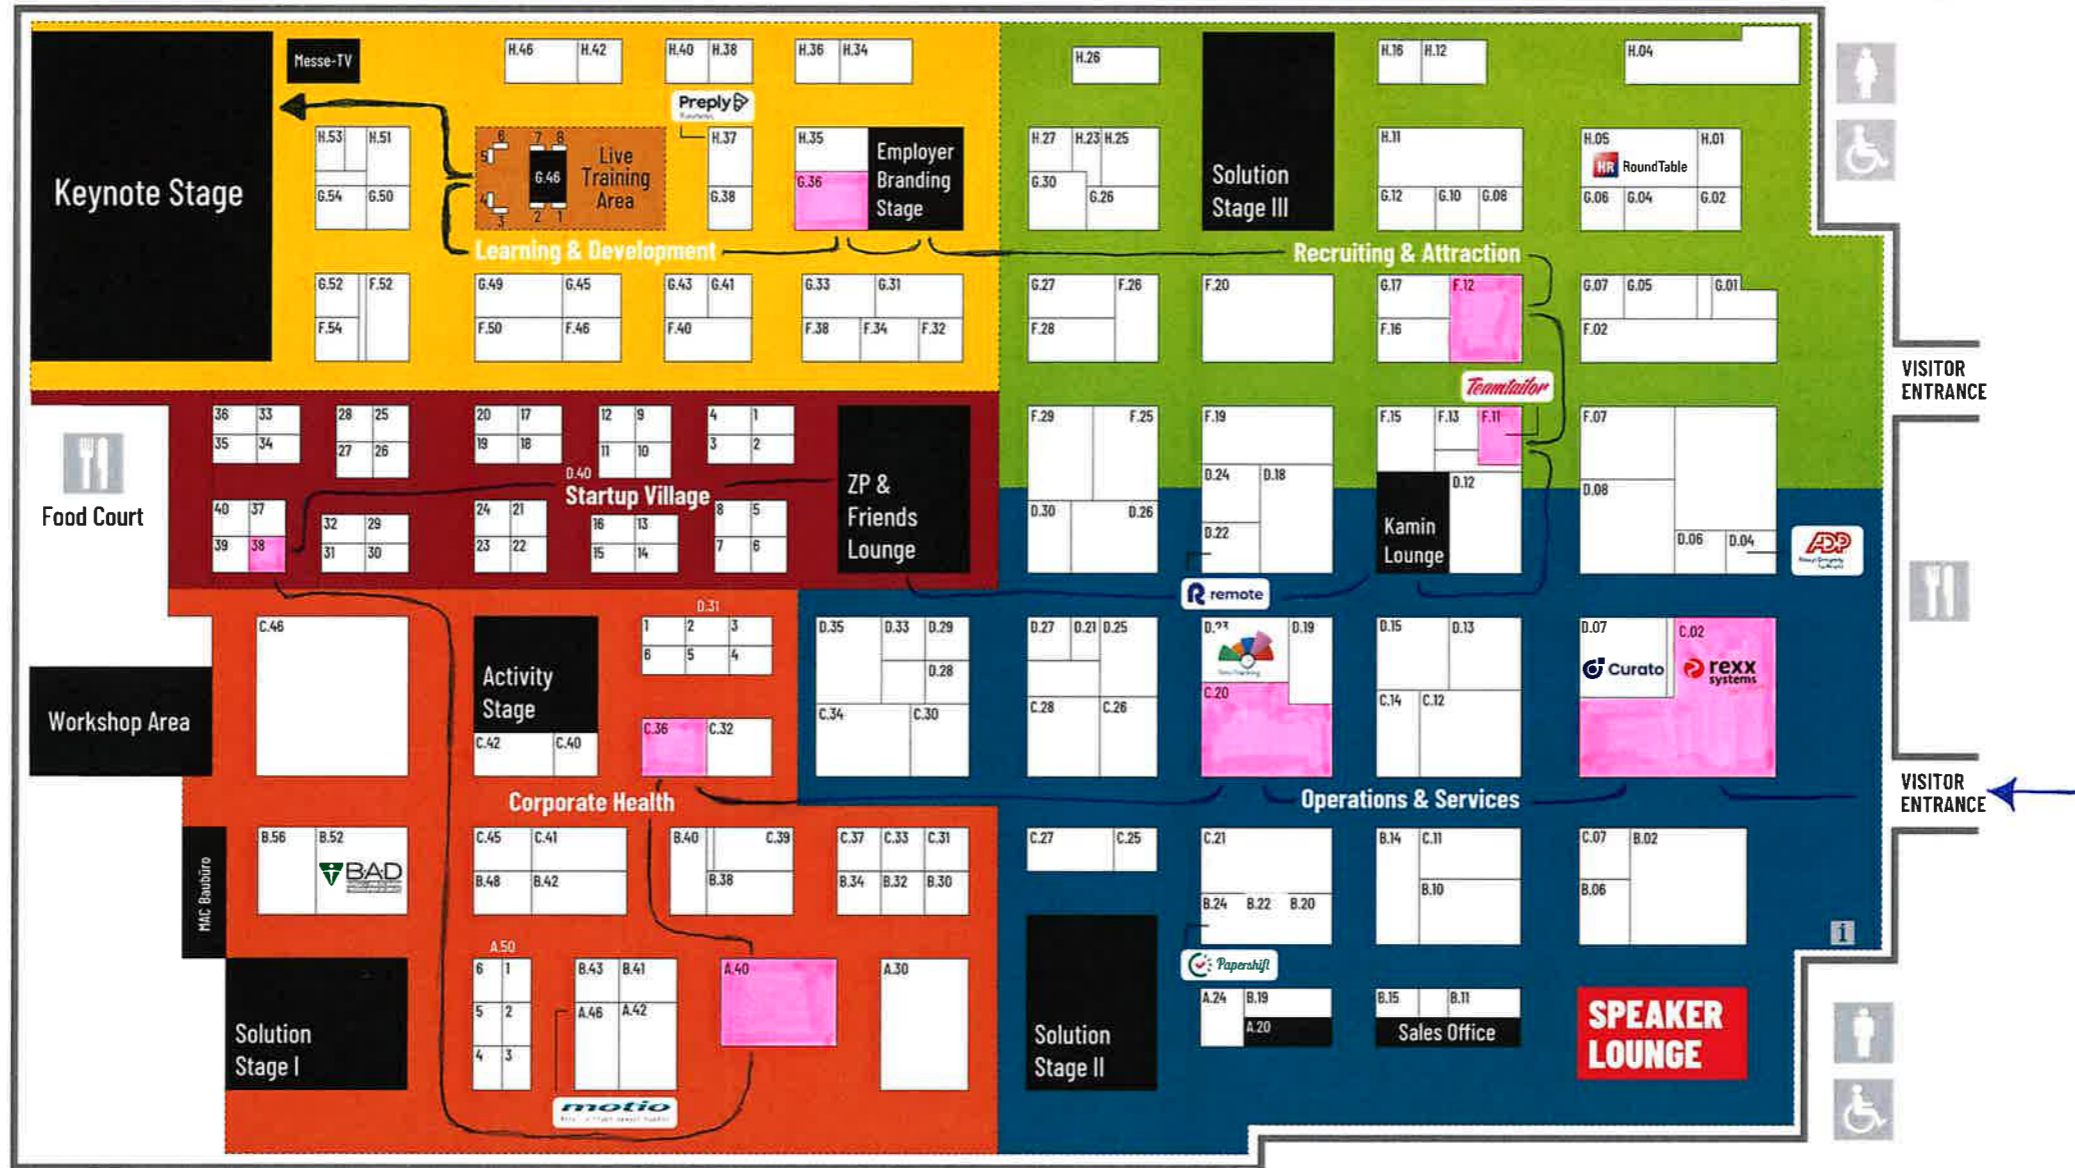 Keynote Stage
Messe-TV
H.46 H.42
H.40 H.38
H.36 H.34
H.26
H.16 H.12
H.04
Preply
H.53 H.51
G.54 G.50
6 7 8
5
G.46
4
3 2 1
Live
Training
Area
H.37
G.38
H.35
G.36
Employer
Branding
Stage
H.27 H.23 H.25
G.30
G.26
Solution
Stage III
H.11
G.12 G.10 G.08
H.05 H.01
HR RoundTable
G.06 G.04 G.02
Learning & Development
Recruiting & Attraction
G.52 F.52
F.54
G.49 G.45
F.50 F.46
G.43 G.41
F.40
G.33 G.31
F.38 F.34 F.32
G.27 F.26
F.28
F.20
G.17 F.12
F.16
G.07 G.05 G.01
F.02
VISITOR
ENTRANCE
Teamtailor
36 33
35 34
28 25
27 26
20 17
19 18
12 9
11 10
4 1
3 2
D.40
Startup Village
40 37
39 38
32 29
31 30
24 21
23 22
16 13
15 14
8 5
7 6
Food Court
ZP &
Friends
Lounge
F.29 F.25
D.30 D.26
F.19
D.24 D.18
D.22
remote
F.15 F.13 F.11
D.12
Kamin
Lounge
F.07
D.08
D.06 D.04
ADP
C.46
Workshop Area
Activity
Stage
C.42 C.40
D.31
1 2 3
6 5 4
C.36 C.32
D.35 D.33 D.29
D.28
C.34 C.30
D.27 D.21 D.25
C.28 C.26
D.23 D.19
C.20
D.15 D.13
C.14 C.12
D.07 C.02
Curato
rexx
systems
VISITOR
ENTRANCE
Corporate Health
Operations & Services
MAC Baubüro
B.56 B.52
BAD
C.45 C.41
B.48 B.42
B.40 C.39
B.38
C.37 C.33 C.31
B.34 B.32 B.30
C.27 C.25
C.21
B.24 B.22 B.20
Papershift
B.14 C.11
B.10
C.07 B.02
B.06
i
Solution
Stage I
A.50
6 1
5 2
4 3
B.43 B.41
A.46 A.42
motio
A.40
A.30
Solution
Stage II
A.24 B.19
A.20
B.15 B.11
Sales Office
SPEAKER
LOUNGE